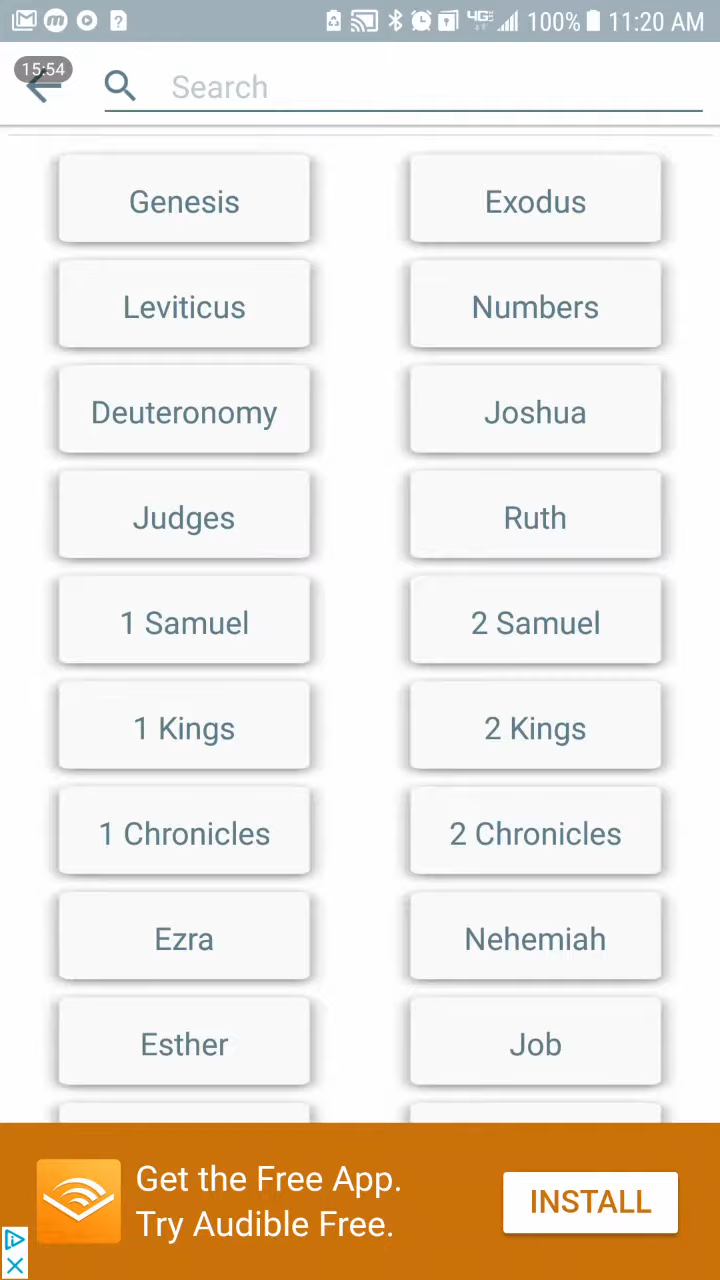 4G 100% 11:20 AM
15:54
Search
Genesis Exodus
Leviticus Numbers
Deuteronomy Joshua
Judges Ruth
1 Samuel 2 Samuel
1 Kings 2 Kings
1 Chronicles 2 Chronicles
Ezra Nehemiah
Esther Job
Get the Free App.
Try Audible Free.
INSTALL